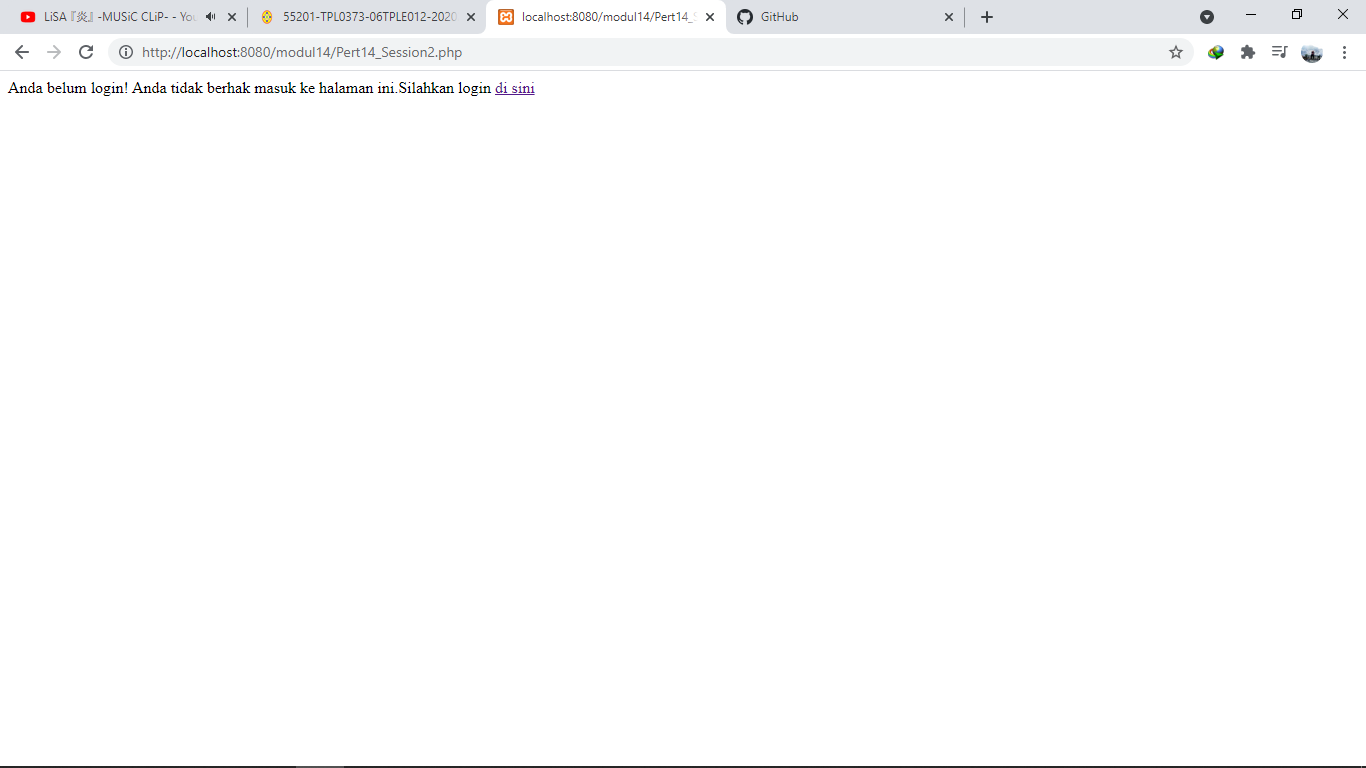 LiSA『炎』-MUSiC CLiP- - You
55201-TPL0373-06TPLE012-2020
localhost:8080/modul14/Pert14_S
GitHub
http://localhost:8080/modul14/Pert14_Session2.php
Anda belum login! Anda tidak berhak masuk ke halaman ini.Silahkan login di sini